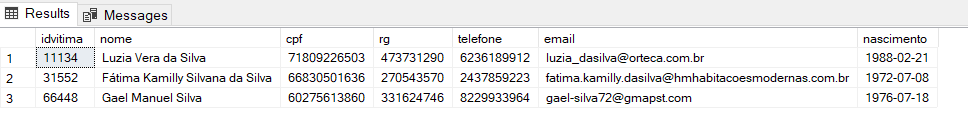 Results Messages
idvitima nome cpf rg telefone email nascimento
1 11134 Luzia Vera da Silva 71809226503 473731290 6236189912 luzia_dasilva@orteca.com.br 1988-02-21
2 31552 Fátima Kamilly Silvana da Silva 66830501636 270543570 2437859223 fatima.kamilly.dasilva@hmhabitacoesmodernas.com.br 1972-07-08
3 66448 Gael Manuel Silva 60275613860 331624746 8229933964 gael-silva72@gmapst.com 1976-07-18